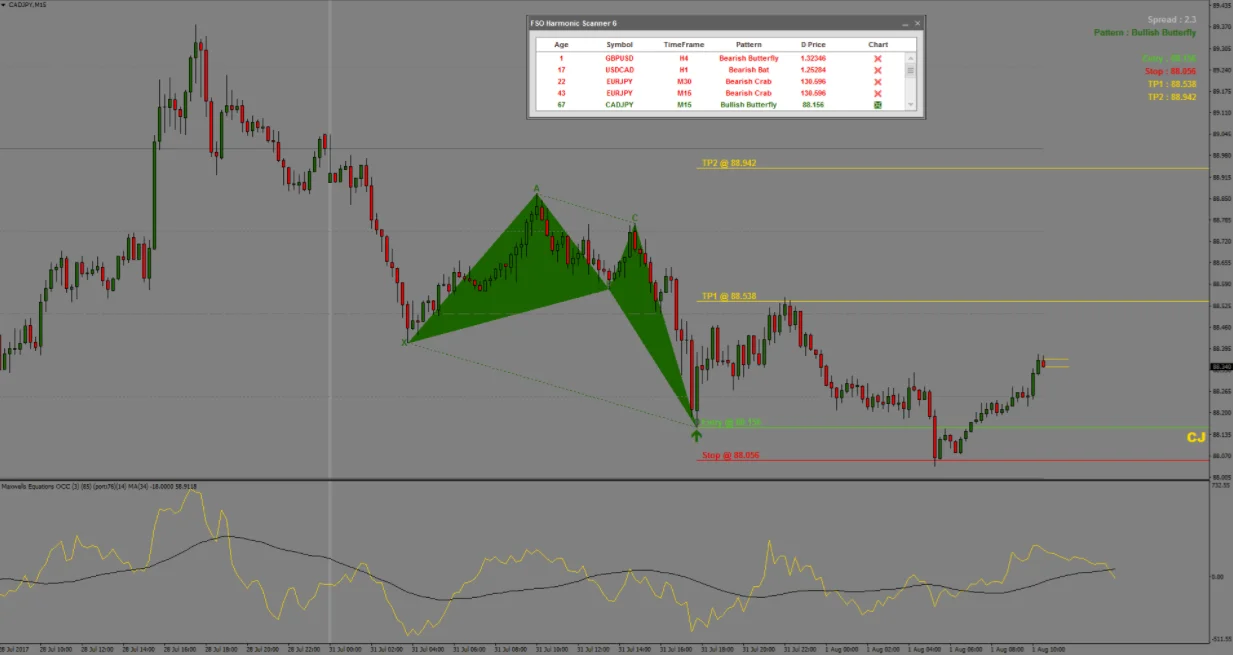 CADJPY,M15
Spread : 2.3
Pattern : Bullish Butterfly
Entry : 88.156
Stop : 88.056
TP1 : 88.538
TP2 : 88.942
FSO Harmonic Scanner 6
Age Symbol TimeFrame Pattern D Price Chart
1 GBPUSD H4 Bearish Butterfly 1.32346
17 USDCAD H1 Bearish Bat 1.25284
22 EURJPY M30 Bearish Crab 130.596
43 EURJPY M15 Bearish Crab 130.596
67 CADJPY M15 Bullish Butterfly 88.156
89.435
89.370
89.305
89.240
89.175
89.110
89.045
88.980
88.915
88.850
88.785
88.720
88.655
88.590
88.525
88.460
88.395
88.340
88.265
88.200
88.135
88.070
88.005
TP2 @ 88.942
A
C
TP1 @ 88.538
X
Entry @ 88.156
CJ
Stop @ 88.056
Maxwells Equations OCC (3) (65) (ports76)(14) MA(34) -18.0000 58.9118
732.55
0.00
-511.55
28 Jul 2017 28 Jul 10:00 28 Jul 12:00 28 Jul 14:00 28 Jul 16:00 28 Jul 18:00 28 Jul 20:00 28 Jul 22:00 31 Jul 00:00 31 Jul 02:00 31 Jul 04:00 31 Jul 06:00 31 Jul 08:00 31 Jul 10:00 31 Jul 12:00 31 Jul 14:00 31 Jul 16:00 31 Jul 18:00 31 Jul 20:00 31 Jul 22:00 1 Aug 00:00 1 Aug 02:00 1 Aug 04:00 1 Aug 06:00 1 Aug 08:00 1 Aug 10:00